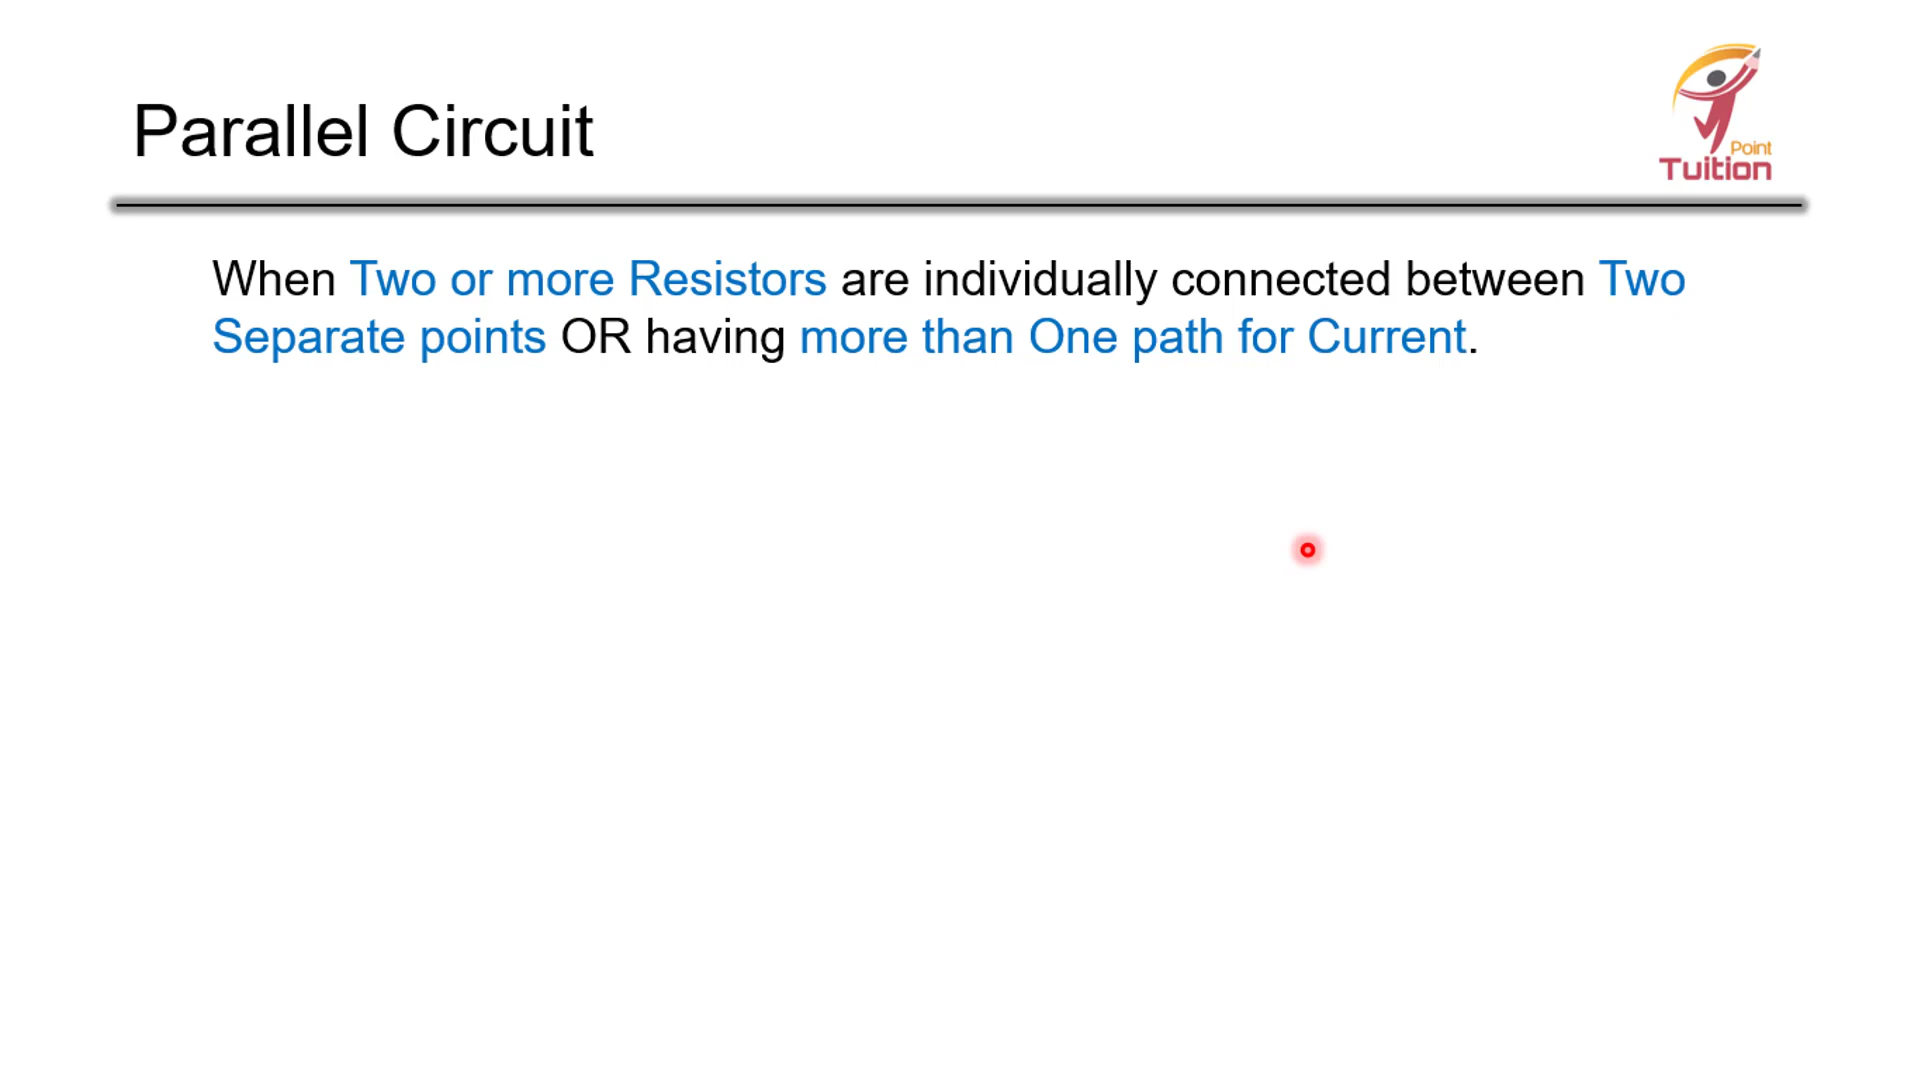 Parallel Circuit
Point
Tuition
When Two or more Resistors are individually connected between Two
Separate points OR having more than One path for Current.